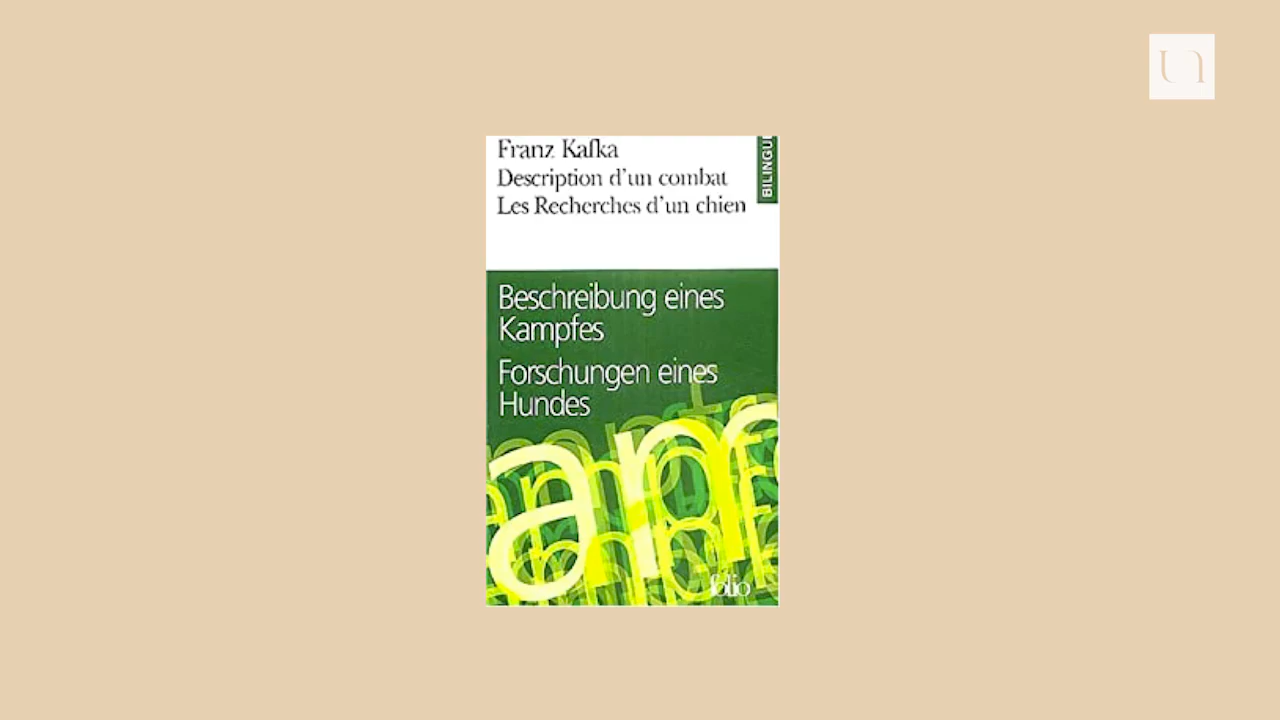 Franz Kafka
Description d'un combat
Les Recherches d'un chien
BILINGU
Beschreibung eines
Kampfes
Forschungen eines
Hundes
folio